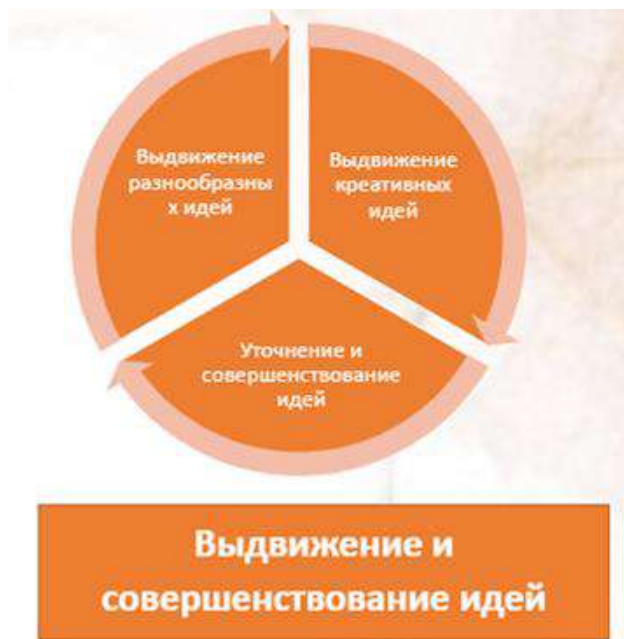 Выдвижение
разнообразны
х идей
Выдвижение
креативных
идей
Уточнение и
совершенствование
идей
Выдвижение и
совершенствование идей